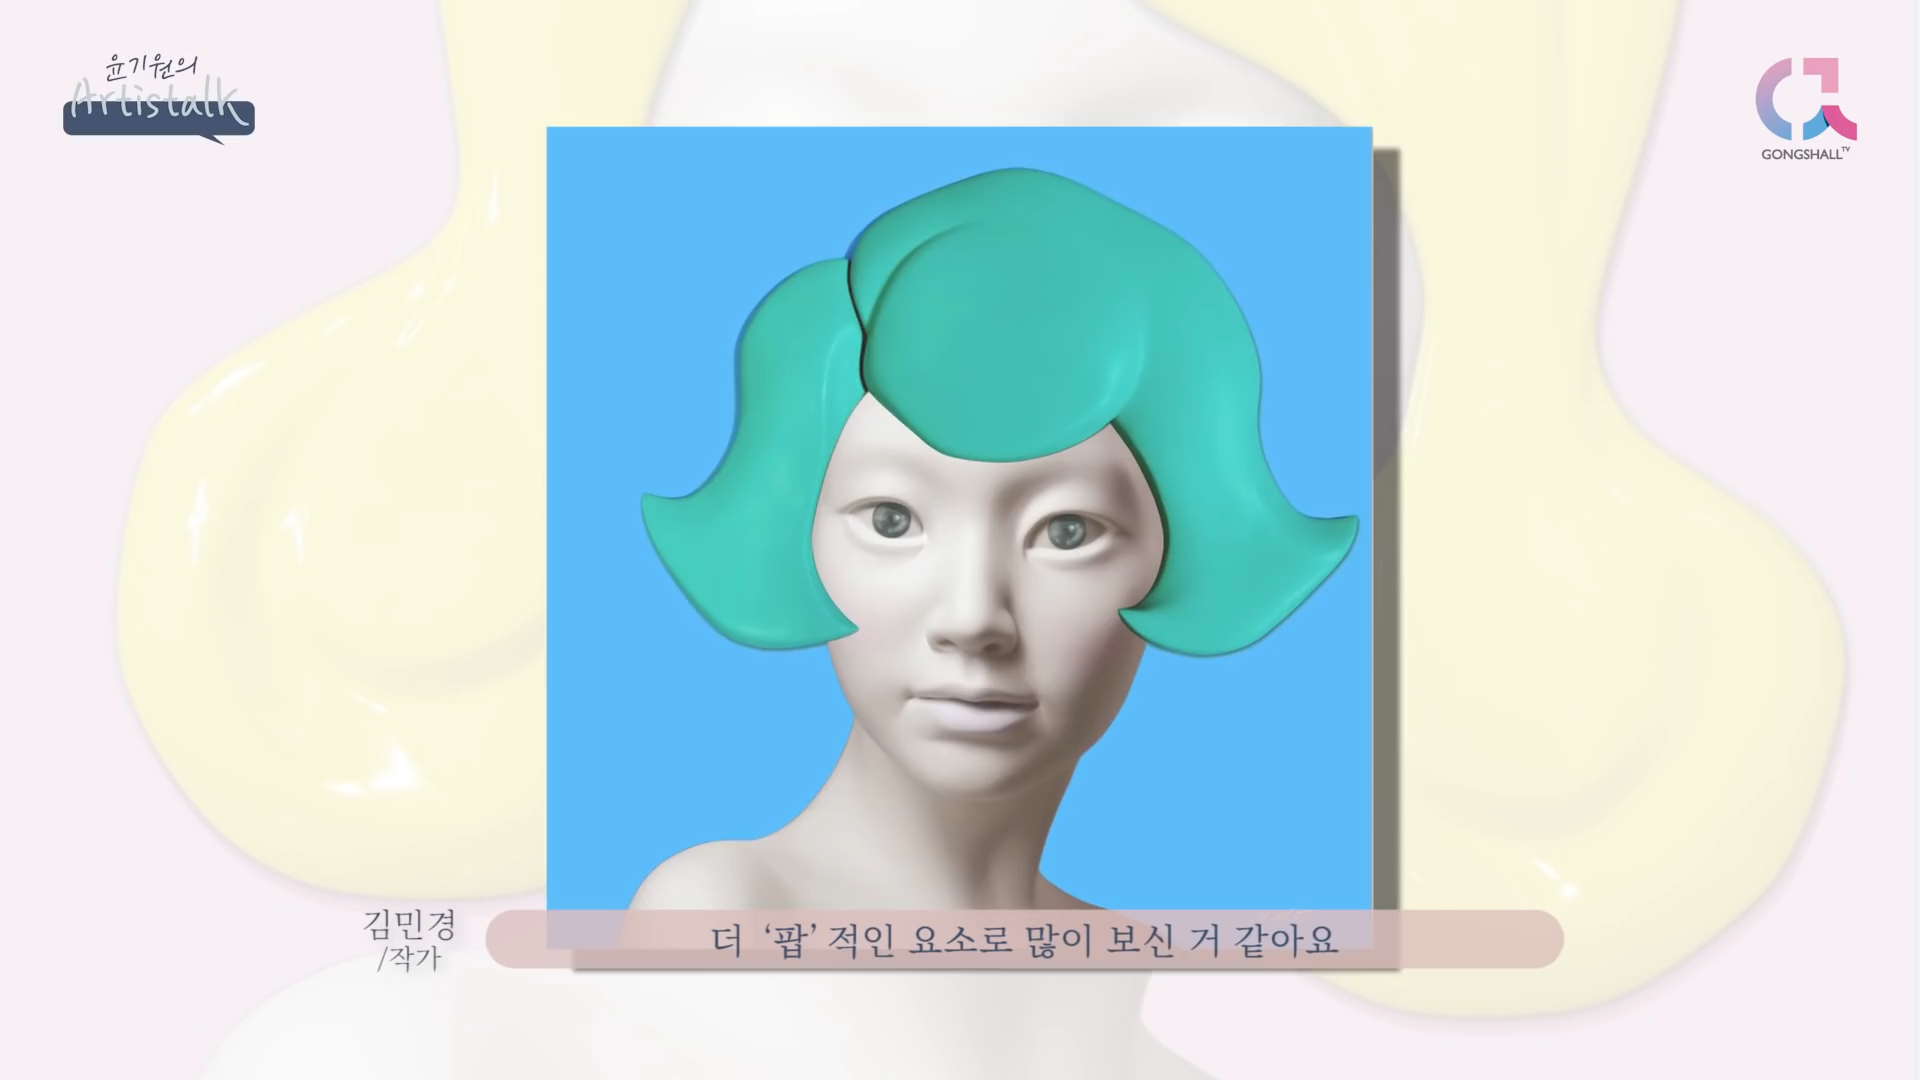 윤기원의
Artistalk
GONGSHALL TV
김민경
/작가
더 ‘팝’ 적인 요소로 많이 보신 거 같아요